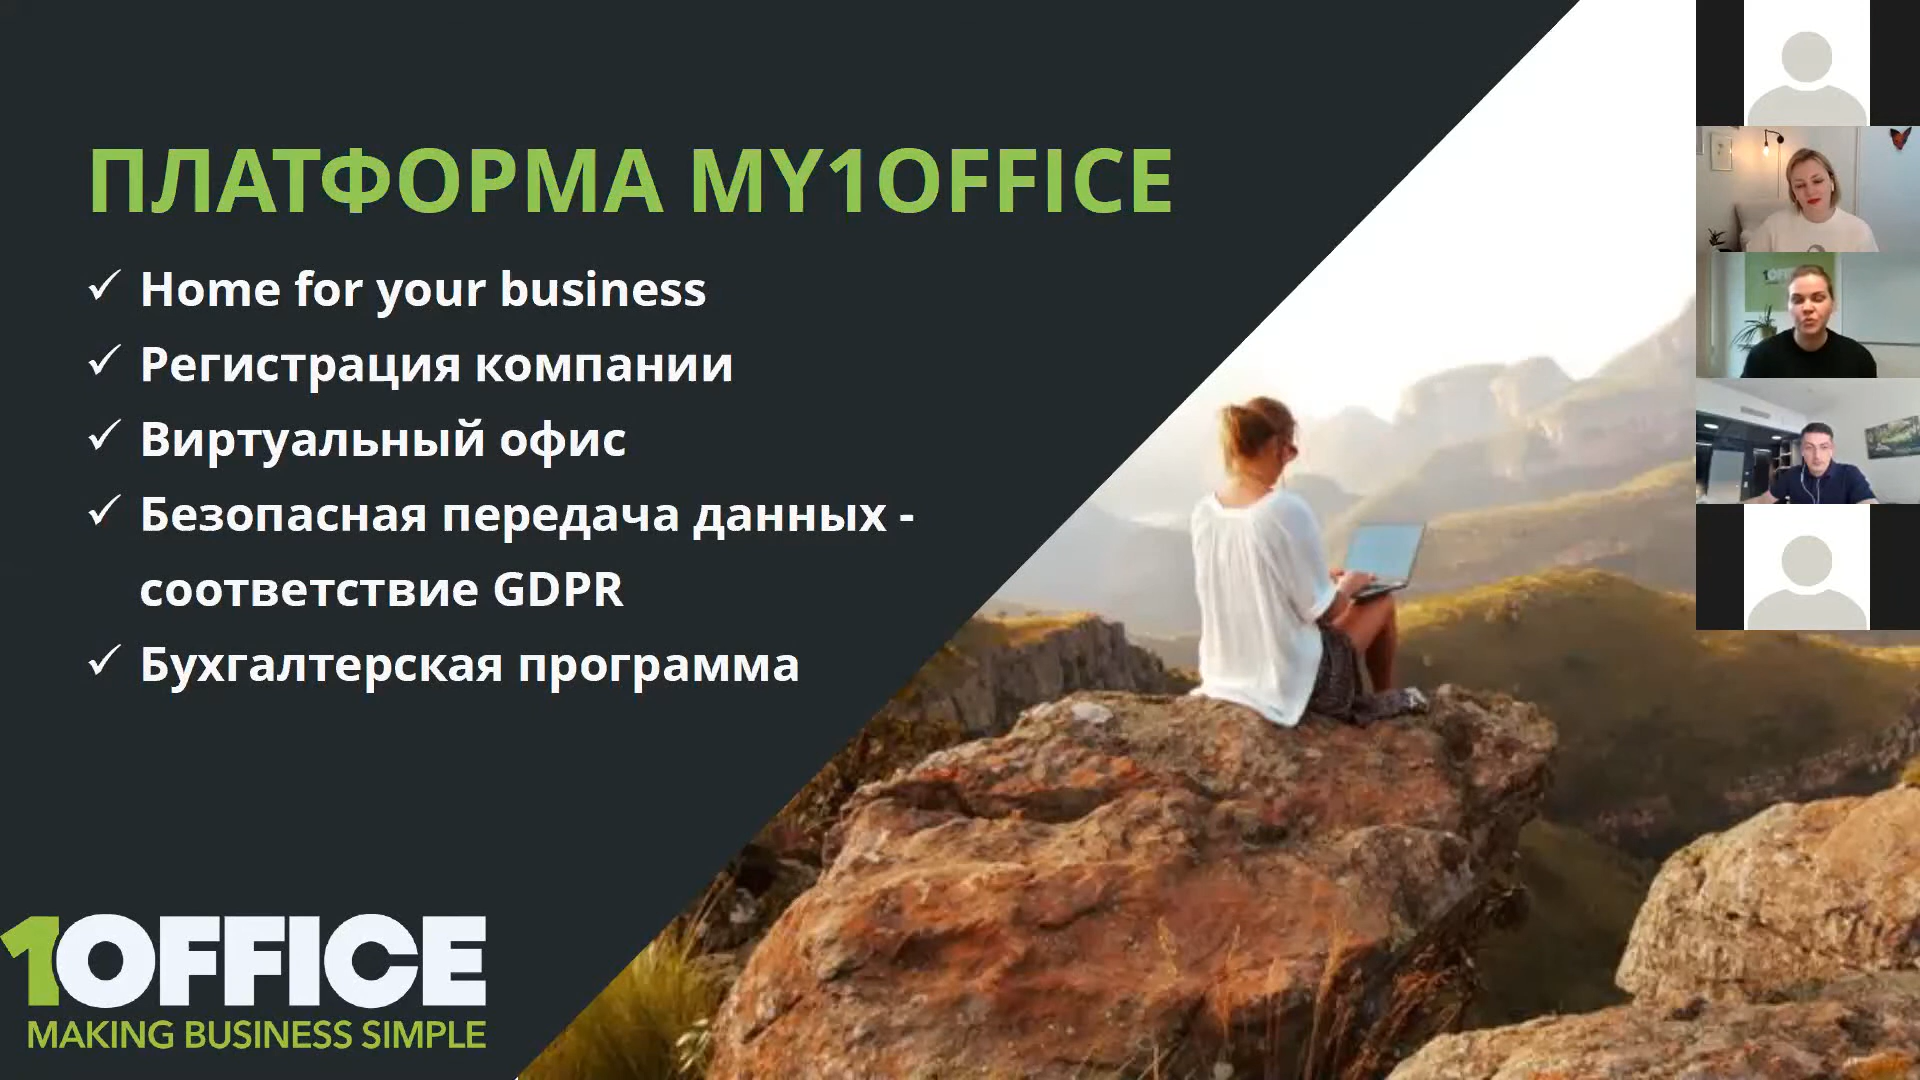 ПЛАТФОРМА MY1OFFICE
✓ Home for your business
✓ Регистрация компании
✓ Виртуальный офис
✓ Безопасная передача данных -
соответствие GDPR
✓ Бухгалтерская программа
1OFFICE
MAKING BUSINESS SIMPLE